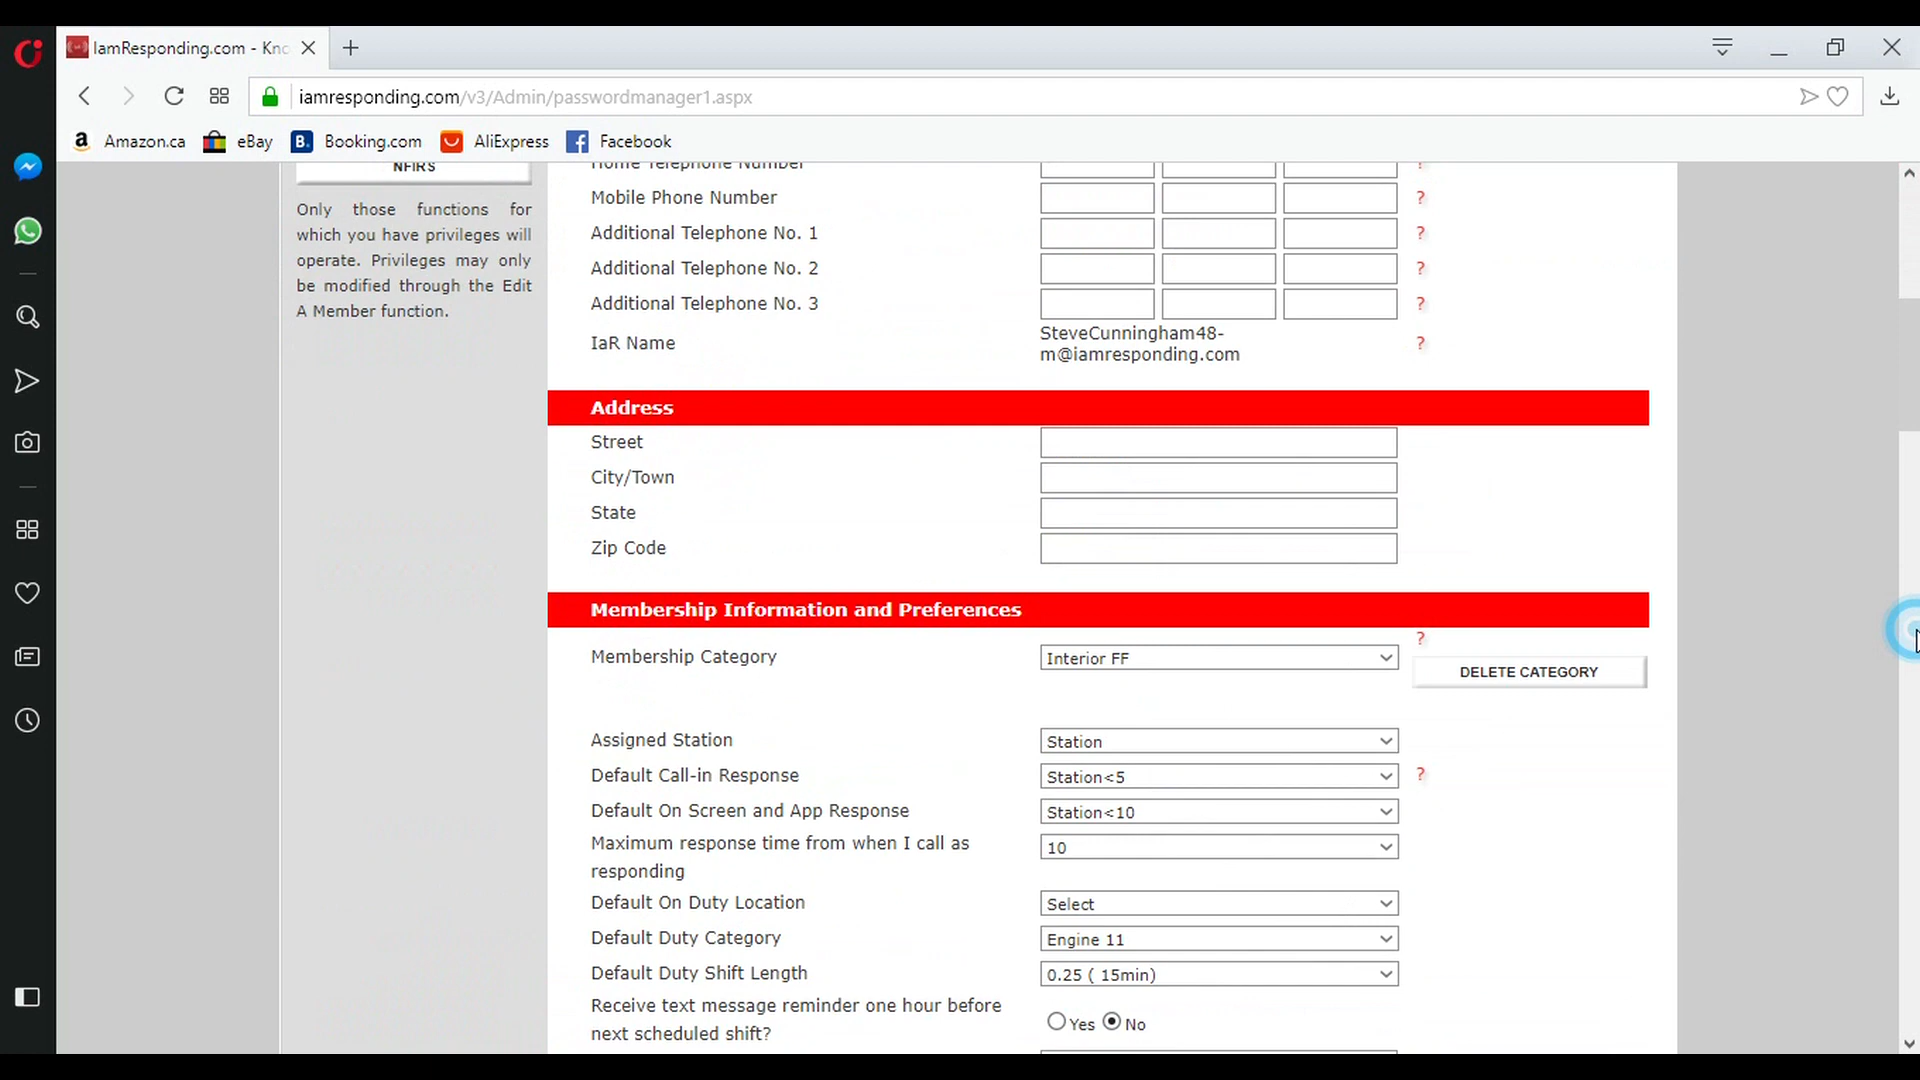 IamResponding.com - Kno
iamresponding.com/v3/Admin/passwordmanager1.aspx
Amazon.ca eBay Booking.com AliExpress Facebook
NFIRS
Only those functions for
which you have privileges will
operate. Privileges may only
be modified through the Edit
A Member function.
Home Telephone Number ?
Mobile Phone Number ?
Additional Telephone No. 1 ?
Additional Telephone No. 2 ?
Additional Telephone No. 3 ?
IaR Name SteveCunningham48-
m@iamresponding.com ?
Address
Street
City/Town
State
Zip Code
Membership Information and Preferences
?
Membership Category Interior FF
DELETE CATEGORY
Assigned Station Station
Default Call-in Response Station<5 ?
Default On Screen and App Response Station<10
Maximum response time from when I call as
responding 10
Default On Duty Location Select
Default Duty Category Engine 11
Default Duty Shift Length 0.25 ( 15min)
Receive text message reminder one hour before
next scheduled shift? Yes No